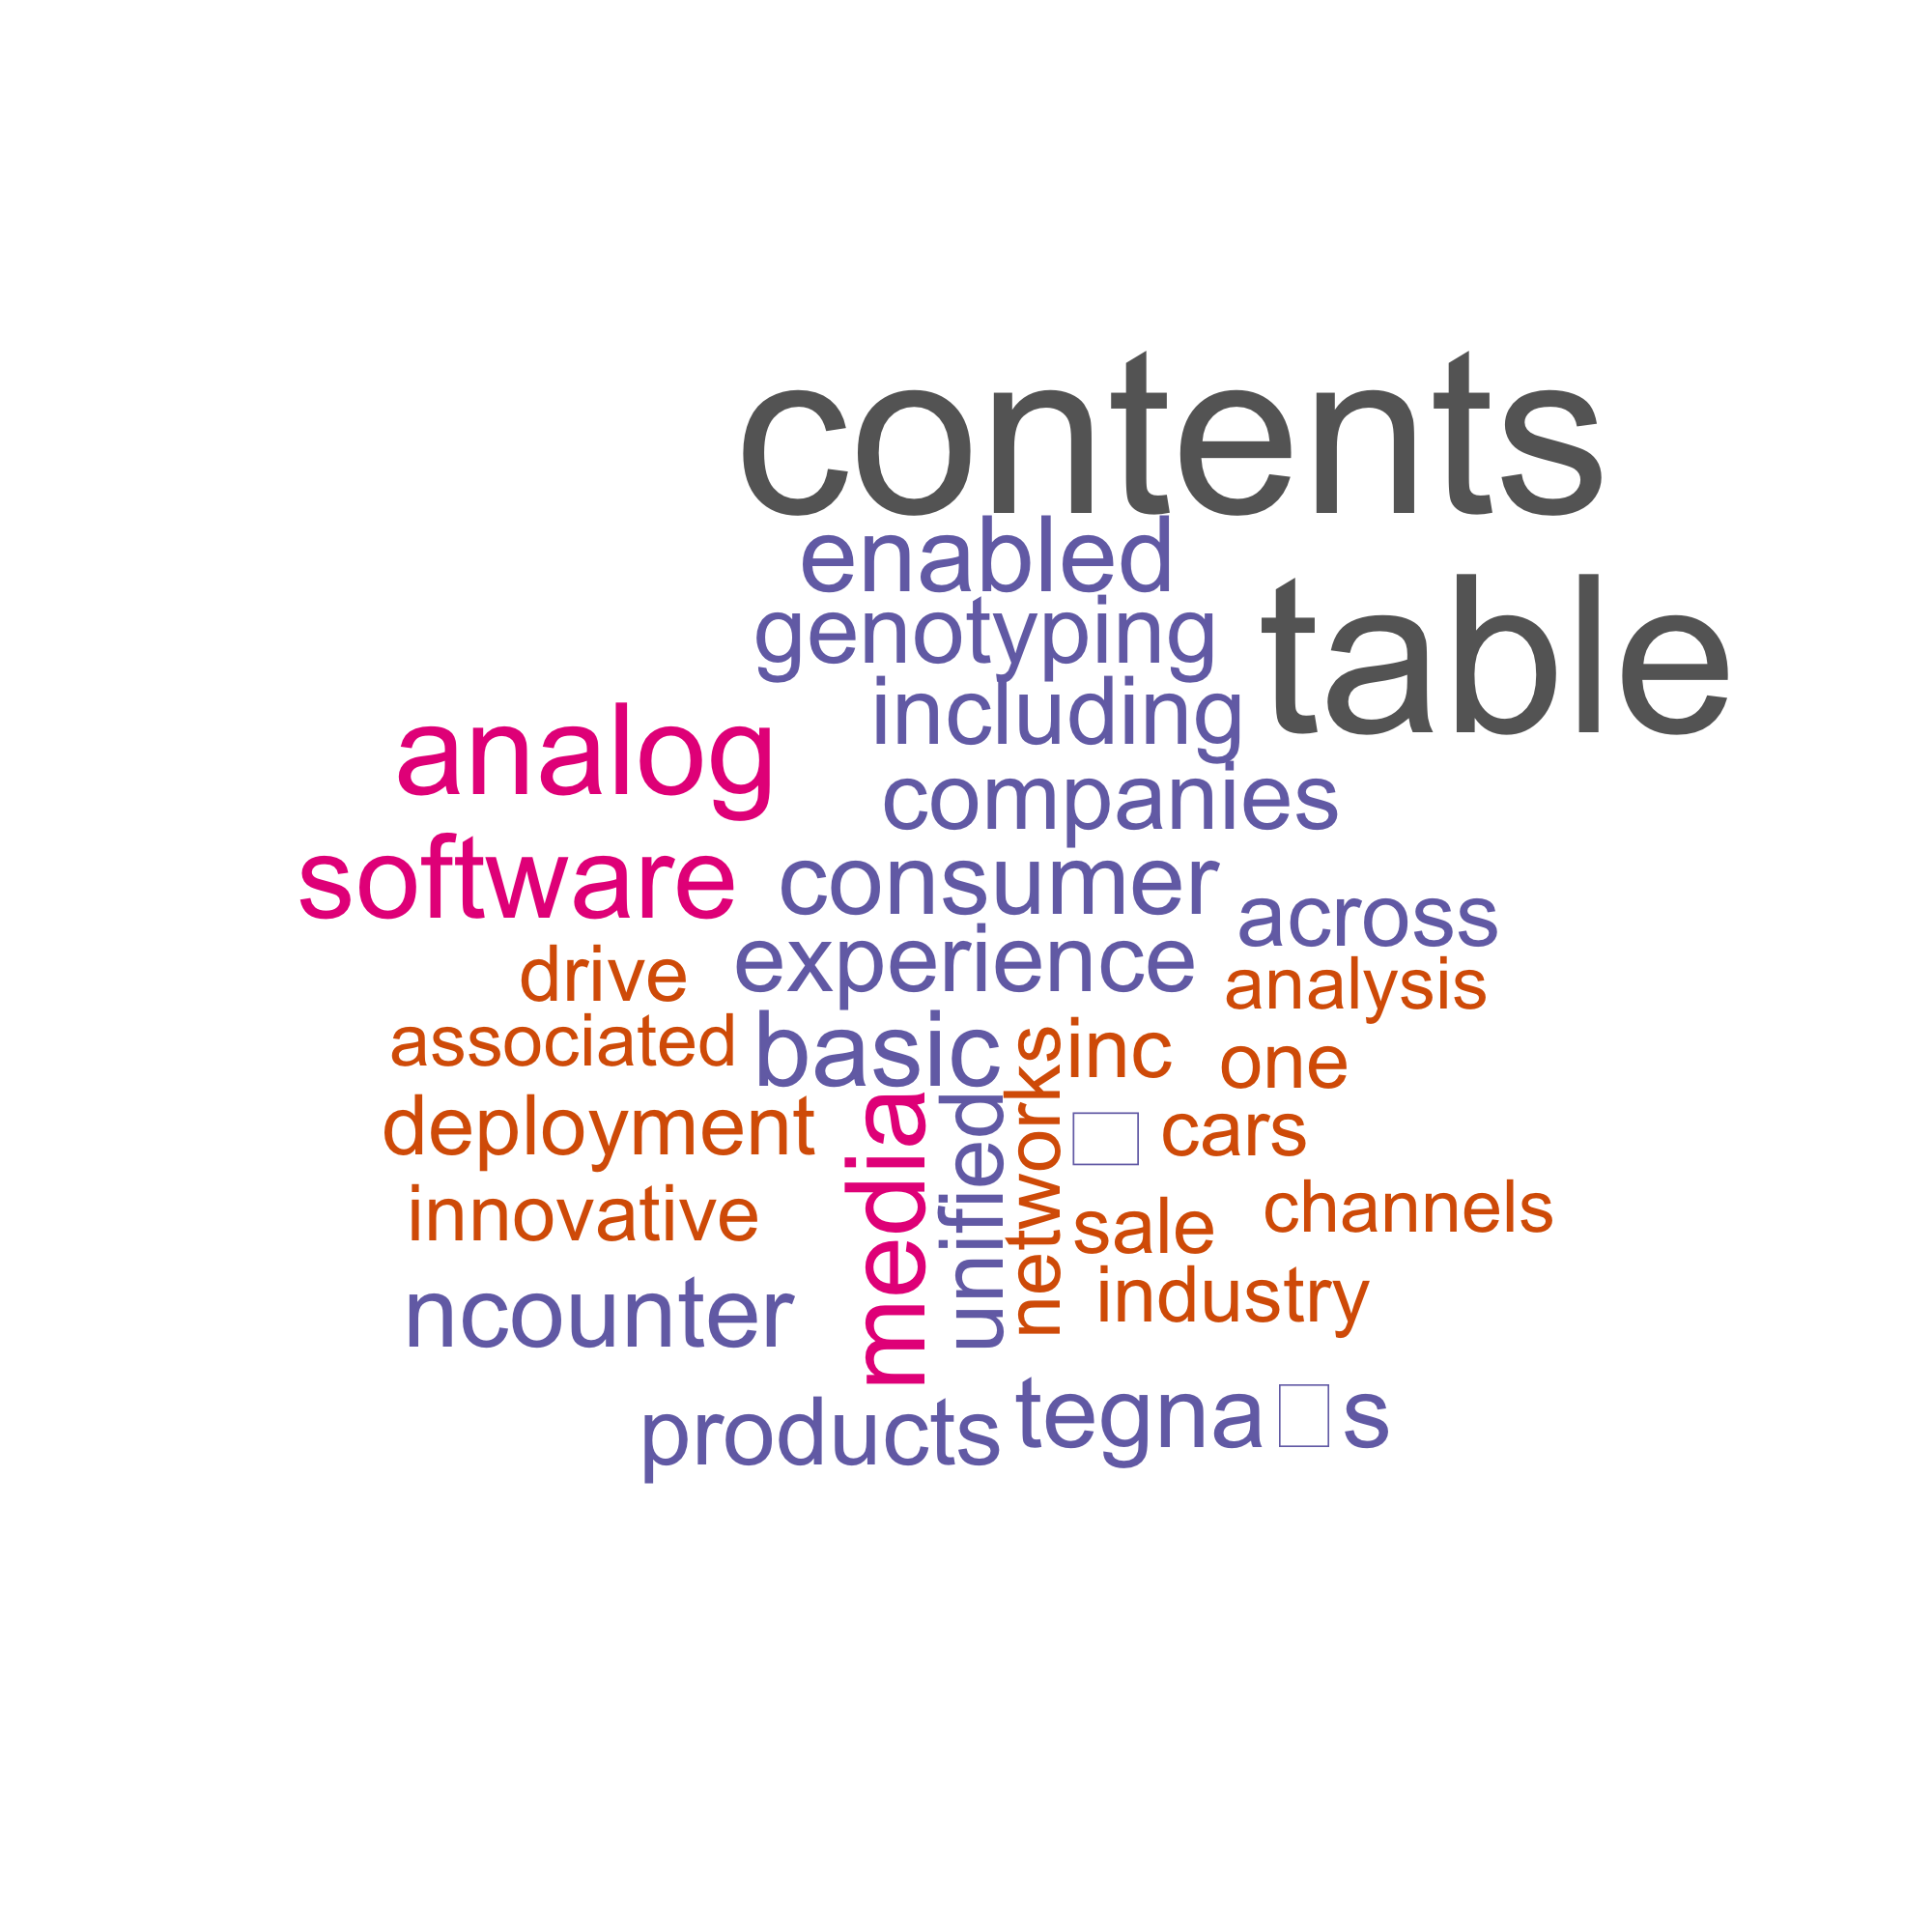 contents
enabled
genotyping
table
including
analog
companies
software
consumer
across
experience
drive
analysis
associated
basic
inc
one
networks
deployment
media
unified
□
cars
innovative
sale
channels
industry
ncounter
products
tegna□s